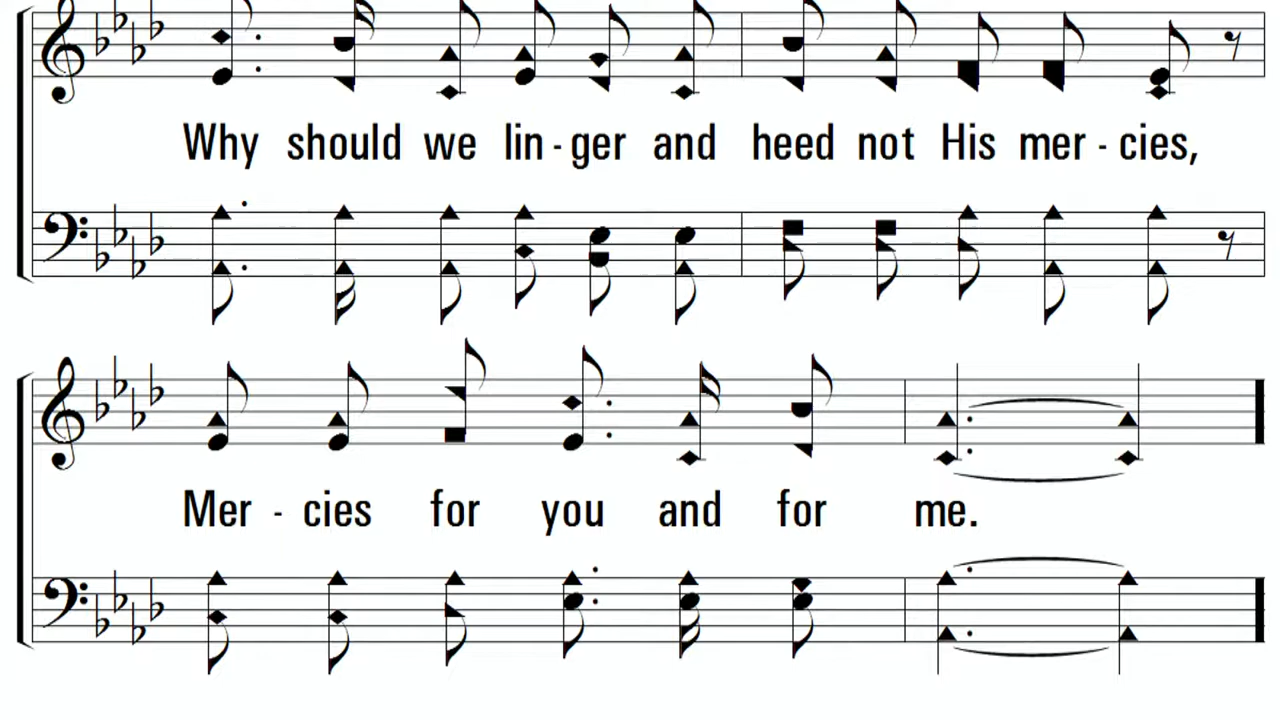 Why should we lin - ger and heed not His mer - cies,
Mer - cies for you and for me.